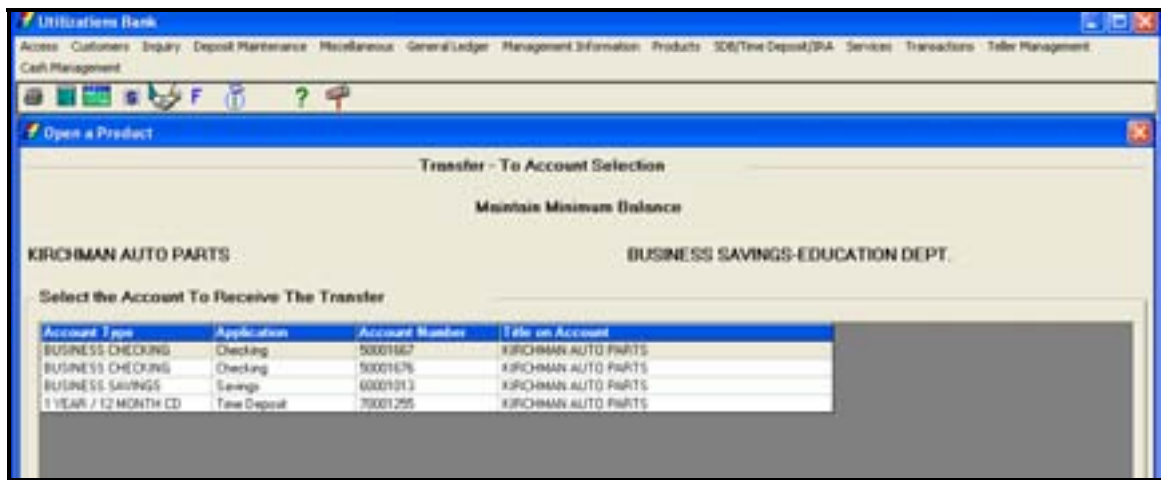 Utilizations Bank
Access Customers Inquiry Deposit Maintenance Miscellaneous General Ledger Management Information Products SDB/Time Deposit/IRA Services Transactions Teller Management
Cash Management
S F ?
Open a Product
Transfer - To Account Selection
Maintain Minimum Balance
KIRCHMAN AUTO PARTS BUSINESS SAVINGS-EDUCATION DEPT.
Select the Account To Receive The Transfer
Account Type Application Account Number Title on Account
BUSINESS CHECKING Checking 50001667 KIRCHMAN AUTO PARTS
BUSINESS CHECKING Checking 50001676 KIRCHMAN AUTO PARTS
BUSINESS SAVINGS Savings 60001013 KIRCHMAN AUTO PARTS
1 YEAR / 12 MONTH CD Time Deposit 70001255 KIRCHMAN AUTO PARTS